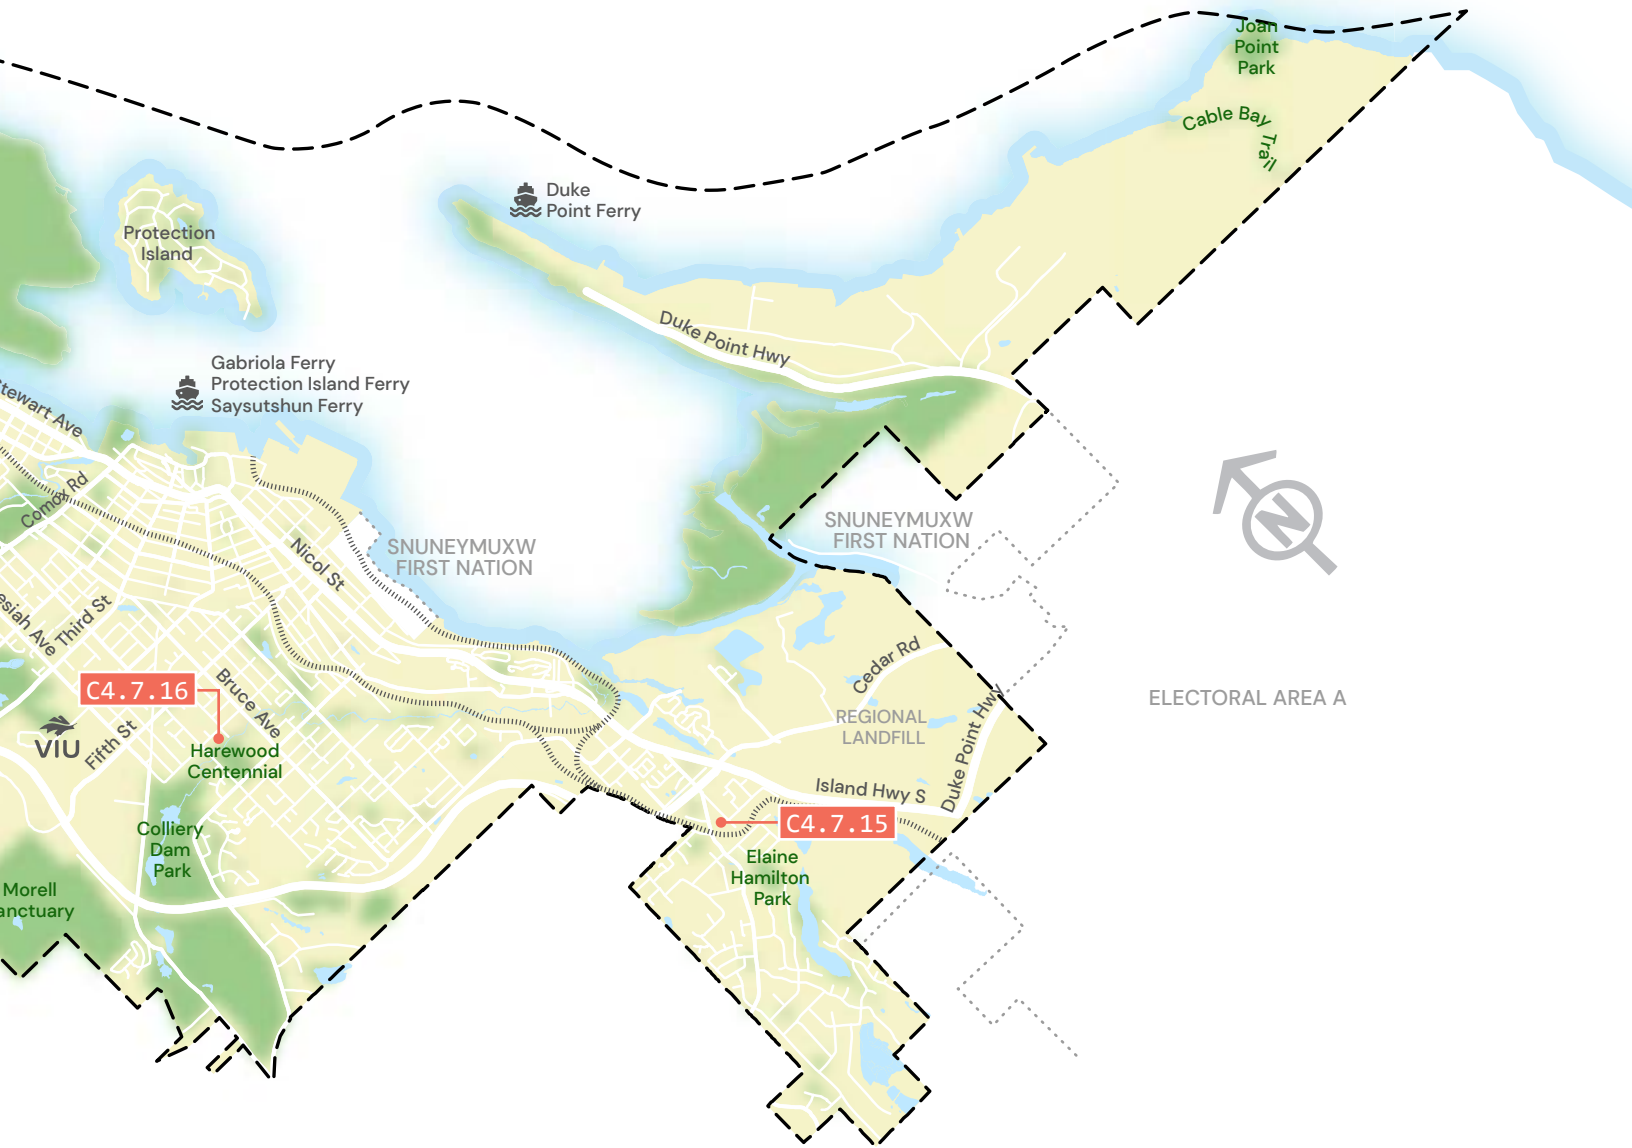 Joan
Point
Park
Cable Bay Trail
Duke
Point Ferry
Protection
Island
Duke Point Hwy
Gabriola Ferry
Protection Island Ferry
Saysutshun Ferry
Stewart Ave
Comox Rd
SNUNEYMUXW
FIRST NATION
SNUNEYMUXW
FIRST NATION
N
Nicol St
Third St
esiah Ave
Cedar Rd
C4.7.16
Bruce Ave
ELECTORAL AREA A
REGIONAL
LANDFILL
Duke Point Hwy
VIU
Fifth St
Harewood
Centennial
Island Hwy S
C4.7.15
Colliery
Dam
Park
Elaine
Hamilton
Park
Morell
anctuary